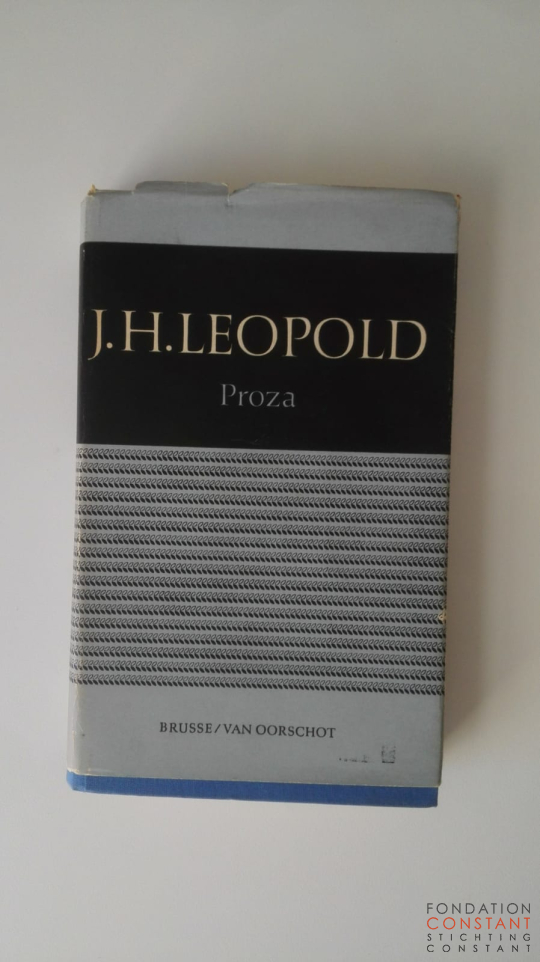 J.H.LEOPOLD
Proza
BRUSSE/VAN OORSCHOT
FONDATION
CONSTANT
STICHTING
CONSTANT